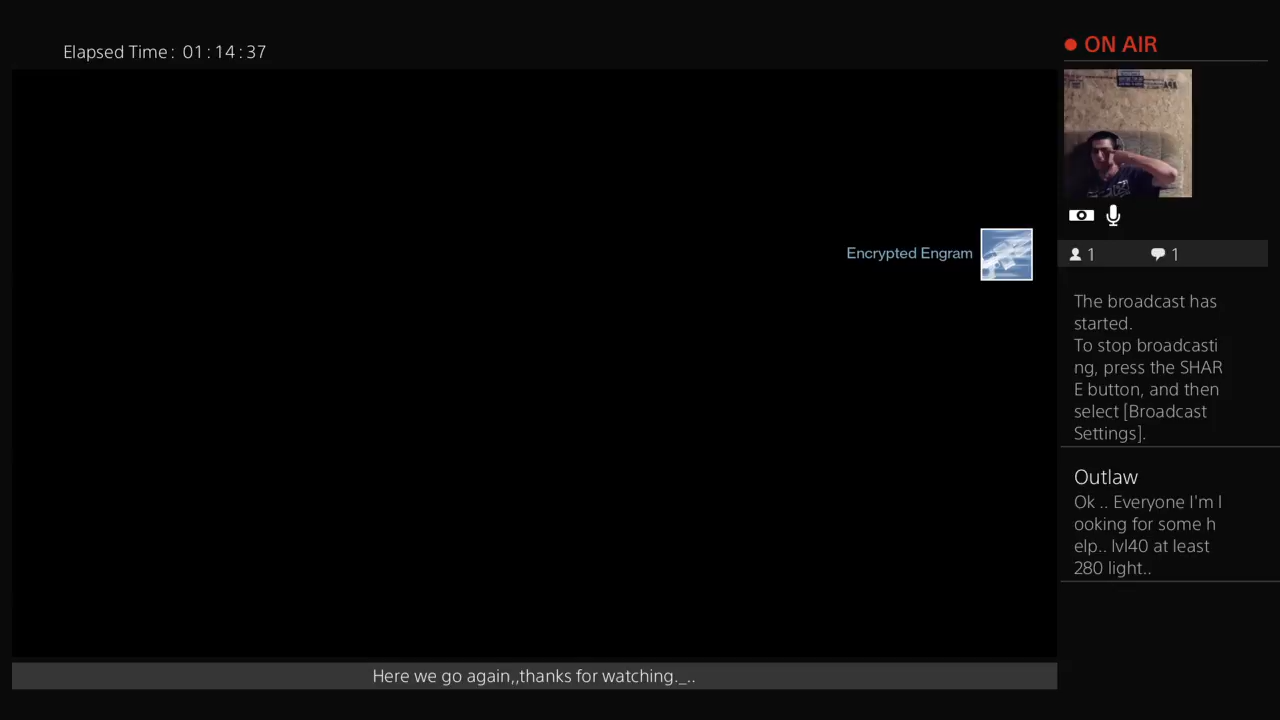 Elapsed Time: 01:14:37
ON AIR
Encrypted Engram
1 1
The broadcast has
started.
To stop broadcasti
ng, press the SHAR
E button, and then
select [Broadcast
Settings].
Outlaw
Ok .. Everyone I'm l
ooking for some h
elp.. lvl40 at least
280 light..
Here we go again,,thanks for watching._..